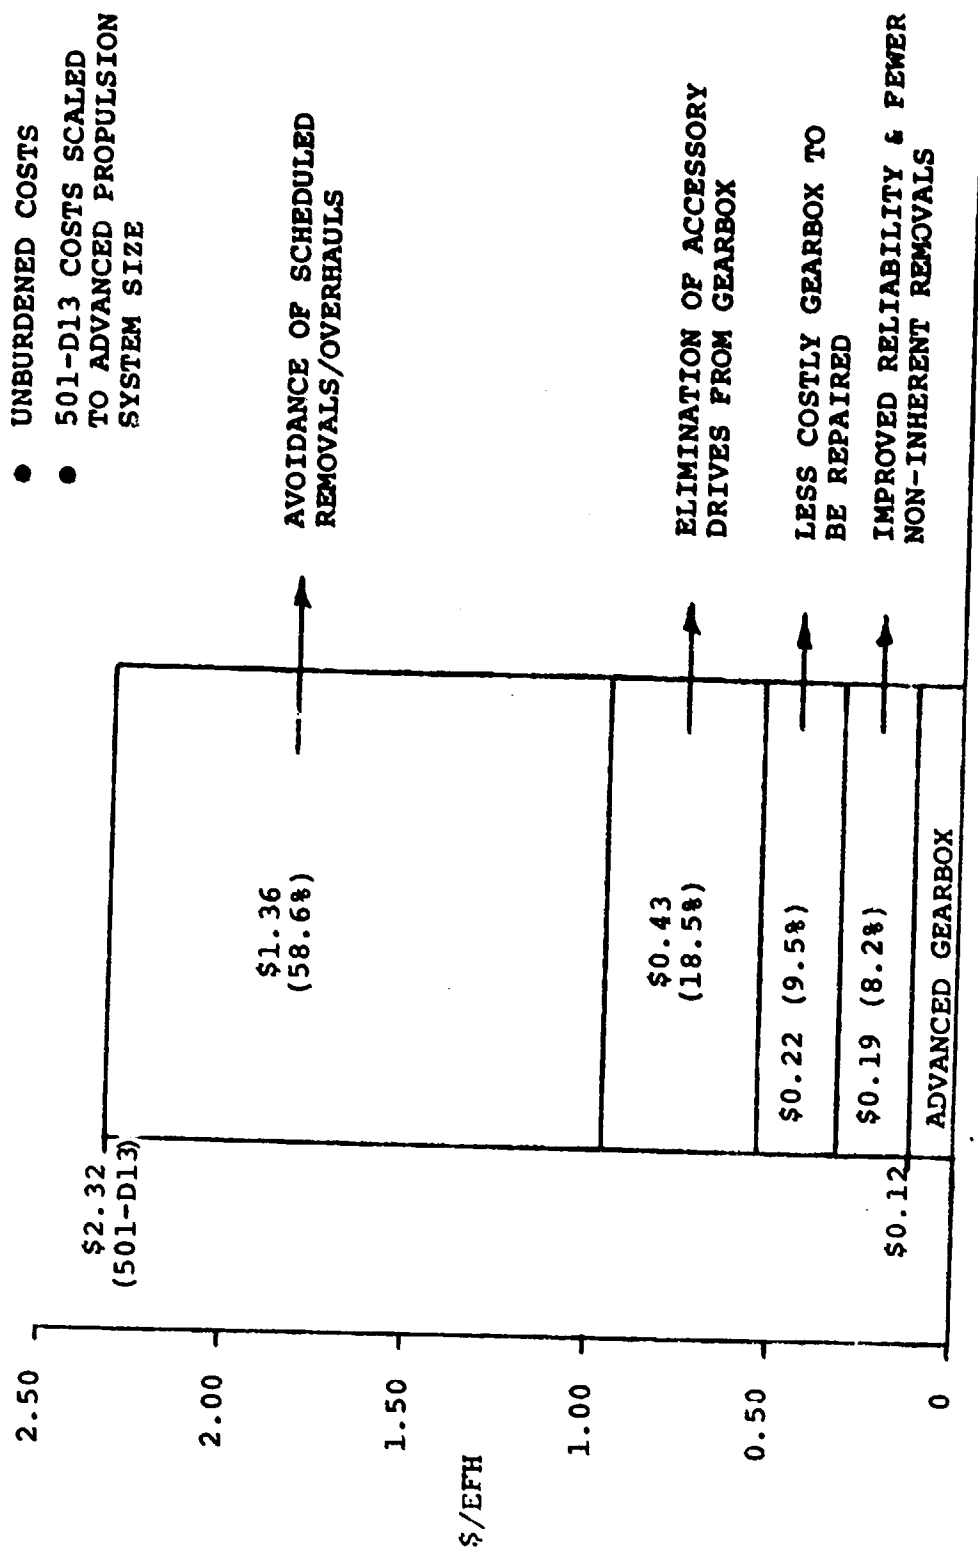 ● UNBURDENED COSTS
● 501-D13 COSTS SCALED
TO ADVANCED PROPULSION
SYSTEM SIZE
$2.32
(501-D13)
$1.36
(58.6%)
AVOIDANCE OF SCHEDULED
REMOVALS/OVERHAULS
$0.43
(18.5%)
ELIMINATION OF ACCESSORY
DRIVES FROM GEARBOX
$0.22 (9.5%)
LESS COSTLY GEARBOX TO
BE REPAIRED
$0.19 (8.2%)
IMPROVED RELIABILITY & FEWER
NON-INHERENT REMOVALS
$0.12
ADVANCED GEARBOX
2.50
2.00
1.50
1.00
0.50
0
$/EFH